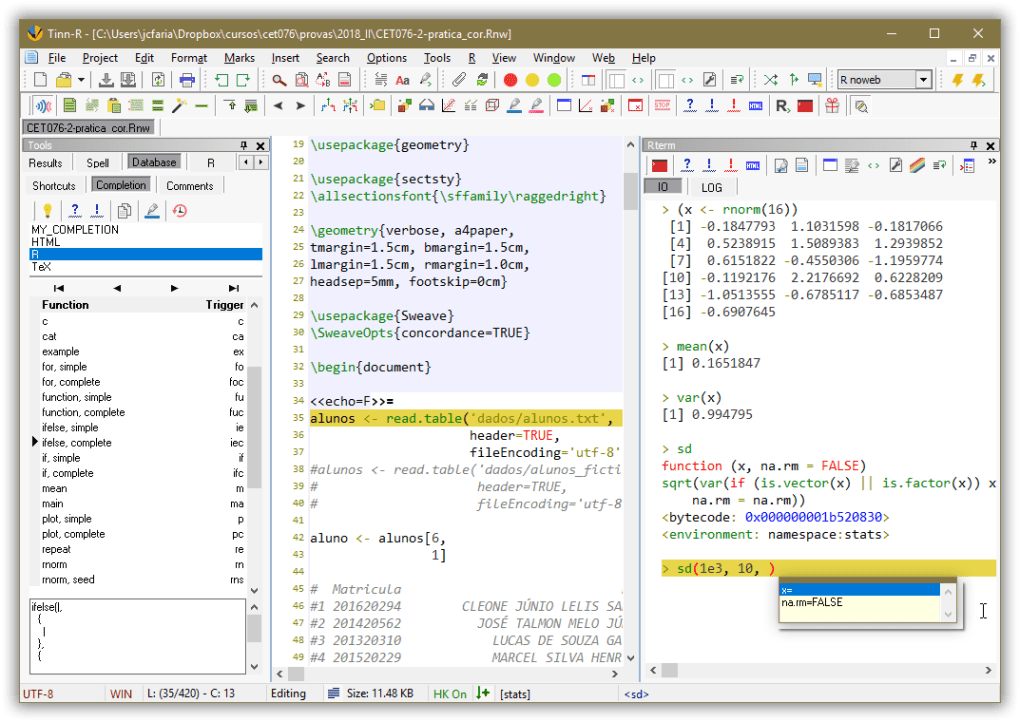 Tinn-R - [C:\Users\jcfaria\Dropbox\cursos\cet076\provas\2018_II\CET076-2-pratica_cor.Rnw]
File Project Edit Format Marks Insert Search Options Tools R View Window Web Help
R noweb
CET076-2-pratica_cor.Rnw
Tools
Results Spell Database R
Shortcuts Completion Comments
MY_COMPLETION
HTML
R
TeX
Function Trigger
c c
cat ca
example ex
for, simple fo
for, complete foc
function, simple fu
function, complete fuc
ifelse, simple ie
ifelse, complete iec
if, simple if
if, complete ifc
mean m
main ma
plot, simple p
plot, complete pc
repeat re
rnorm rn
rnorm, seed rns
ifelse(|,
{
|
},
{
19 \usepackage{geometry}
20
21 \usepackage{sectsty}
22 \allsectionsfont{\sffamily\raggedright}
23
24 \geometry{verbose, a4paper,
25 tmargin=1.5cm, bmargin=1.5cm,
26 lmargin=1.5cm, rmargin=1.0cm,
27 headsep=5mm, footskip=0cm}
28
29 \usepackage{Sweave}
30 \SweaveOpts{concordance=TRUE}
31
32 \begin{document}
33
34 <<echo=F>>=
35 alunos <- read.table('dados/alunos.txt',
36 header=TRUE,
37 fileEncoding='utf-8'
38 #alunos <- read.table('dados/alunos_ficti
39 # header=TRUE,
40 # fileEncoding='utf-8
41
42 aluno <- alunos[6,
43 1]
44
45 # Matricula
46 #1 201620294 CLEONE JÚNIO LELIS SA
47 #2 201420562 JOSÉ TALMON MELO JÚ
48 #3 201320310 LUCAS DE SOUZA GA
49 #4 201520229 MARCEL SILVA HENR
Rterm
IO LOG
> (x <- rnorm(16))
[1] -0.1847793 1.1031598 -0.1817066
[4] 0.5238915 1.5089383 1.2939852
[7] 0.6151822 -0.4550306 -1.1959774
[10] -0.1192176 2.2176692 0.6228209
[13] -1.0513555 -0.6785117 -0.6853487
[16] -0.6907645
> mean(x)
[1] 0.1651847
> var(x)
[1] 0.994795
> sd
function (x, na.rm = FALSE)
sqrt(var(if (is.vector(x) || is.factor(x)) x
na.rm = na.rm))
<bytecode: 0x000000001b520830>
<environment: namespace:stats>
> sd(1e3, 10, )
x=
na.rm=FALSE
UTF-8 WIN L: (35/420) - C: 13 Editing Size: 11.48 KB HK On [stats] <sd>